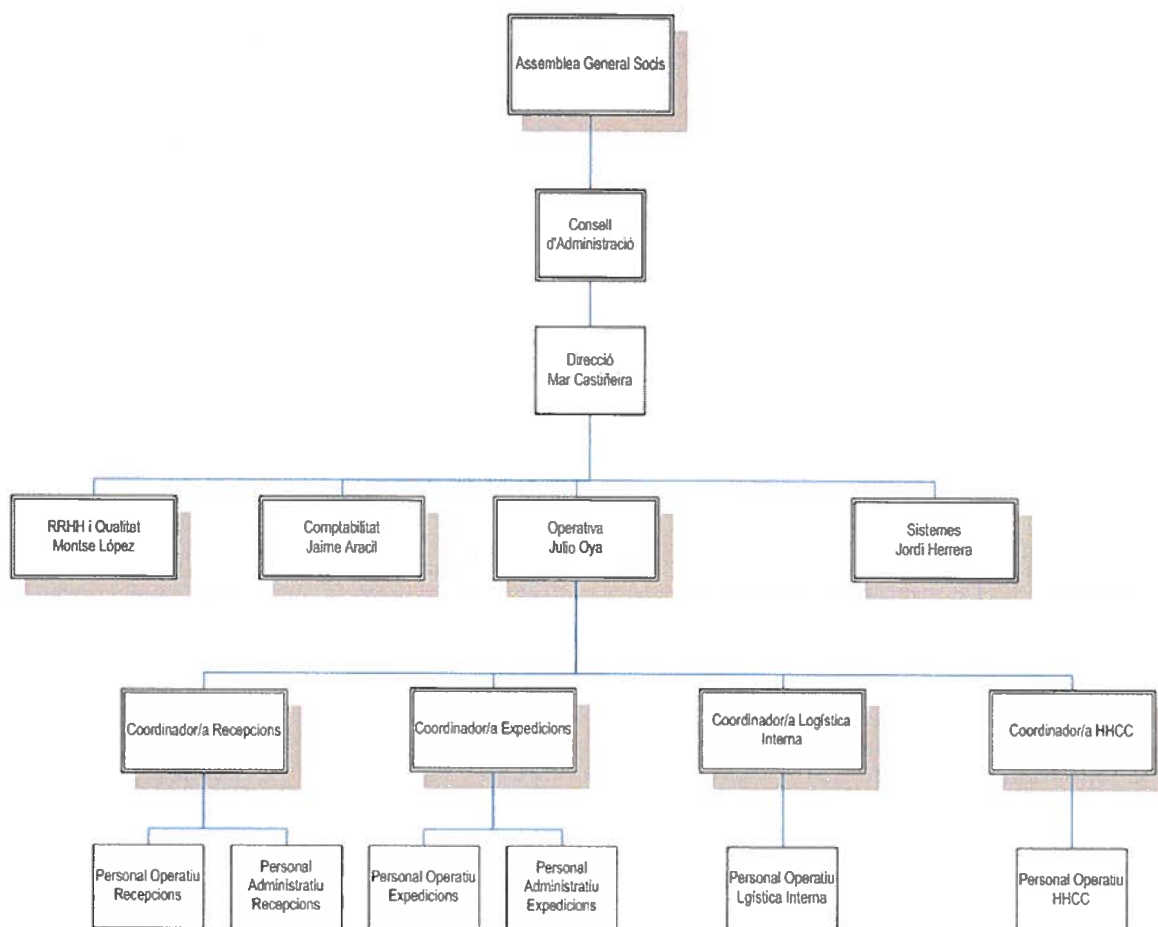 Assemblea General Socis
Consell
d'Administració
Direcció
Mar Castiñeira
RRHH i Qualitat
Montse López
Comptabilitat
Jaime Aracil
Operativa
Julio Oya
Sistemes
Jordi Herrera
Coordinador/a Recepcions
Coordinador/a Expedicions
Coordinador/a Logística
Interna
Coordinador/a HHCC
Personal Operatiu
Recepcions
Personal
Administratiu
Recepcions
Personal Operatiu
Expedicions
Personal
Administratiu
Expedicions
Personal Operatiu
Lgística Interna
Personal Operatiu
HHCC